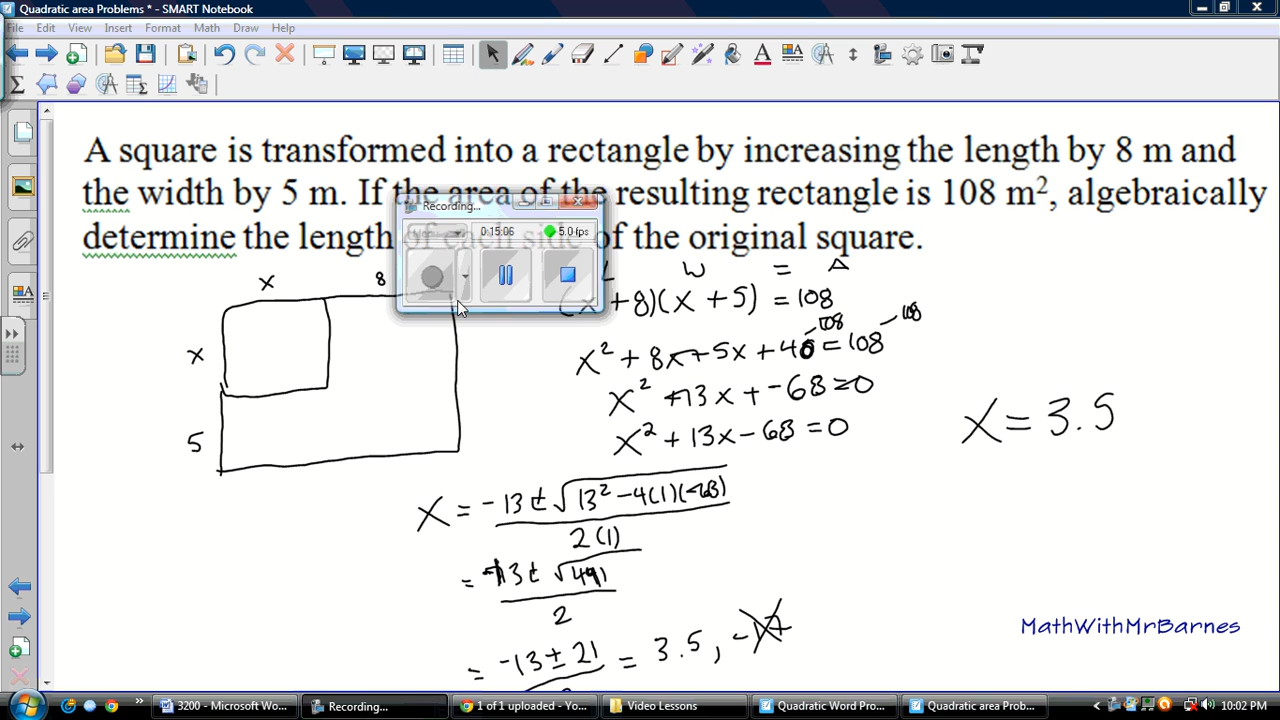 Quadratic area Problems * - SMART Notebook
File Edit View Insert Format Math Draw Help
A square is transformed into a rectangle by increasing the length by 8 m and
the width by 5 m. If the area of the resulting rectangle is 108 m², algebraically
determine the length of each side of the original square.
Recording...
0:15:06 5.0 fps
L W = A
x 8
(x+8)(x+5) = 108
-108 -108
x
x² + 8x + 5x + 40 = 108
x² + 13x + -68 = 0
x = 3.5
5
x² + 13x - 68 = 0
x = -13 ± √13² - 4(1)(-68)
2(1)
= -13 ± √441
2
MathWithMrBarnes
= -13 ± 21 = 3.5, -17
3200 - Microsoft Wo...
Recording...
1 of 1 uploaded - Yo...
Video Lessons
Quadratic Word Pro...
Quadratic area Prob...
10:02 PM